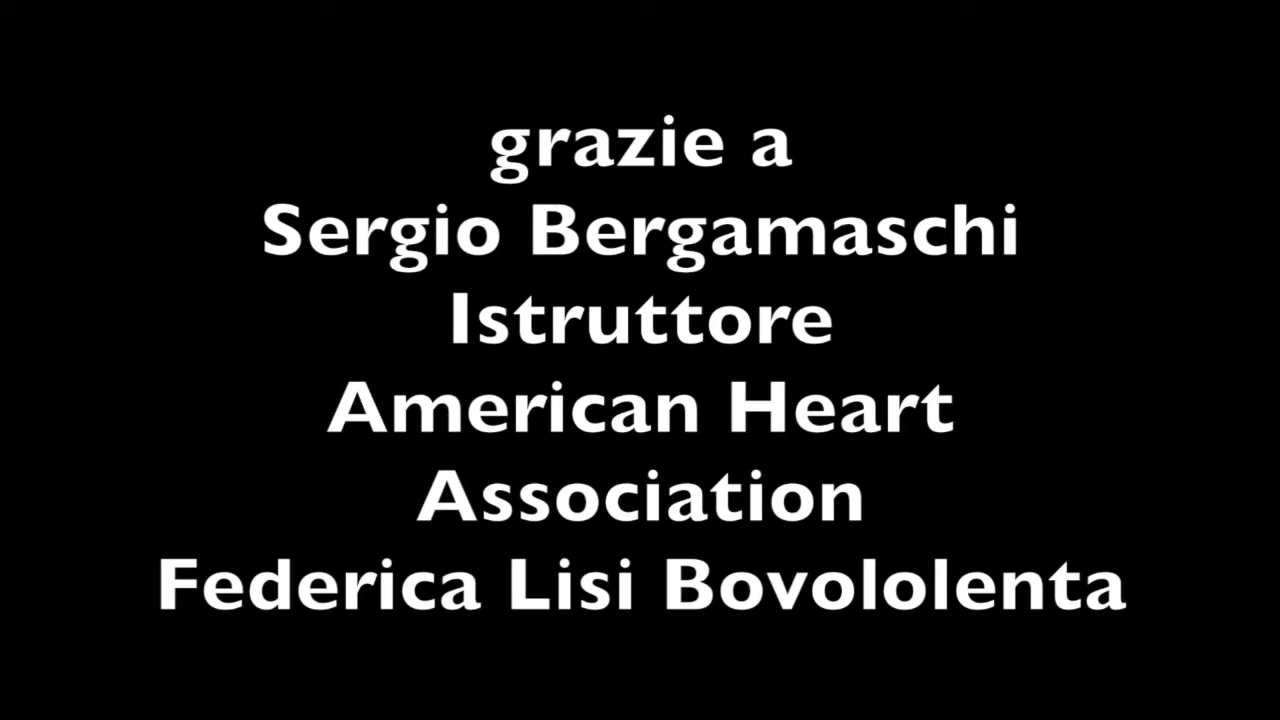 grazie a
Sergio Bergamaschi
Istruttore
American Heart
Association
Federica Lisi Bovololenta